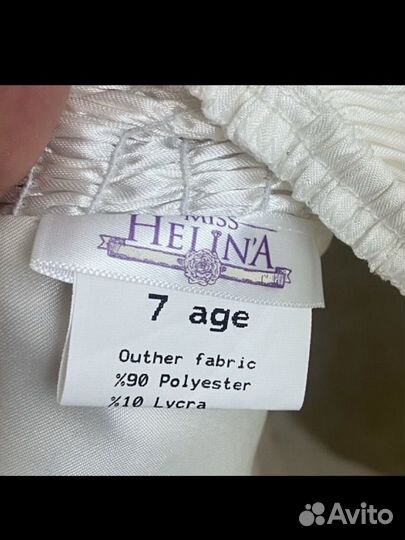 MISS
HELIN'A
7 age
Outher fabric
%90 Polyester
%10 Lycra
Avito